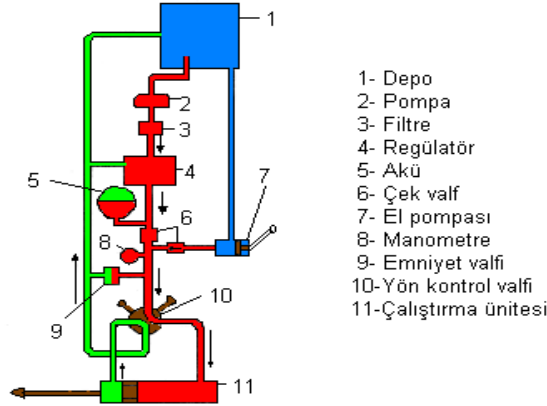 1
2
3
4
5
6
7
8
9
10
11
1- Depo
2- Pompa
3- Filtre
4- Regülatör
5- Akü
6- Çek valf
7- El pompası
8- Manometre
9- Emniyet valfi
10-Yön kontrol valfi
11-Çalıştırma ünitesi